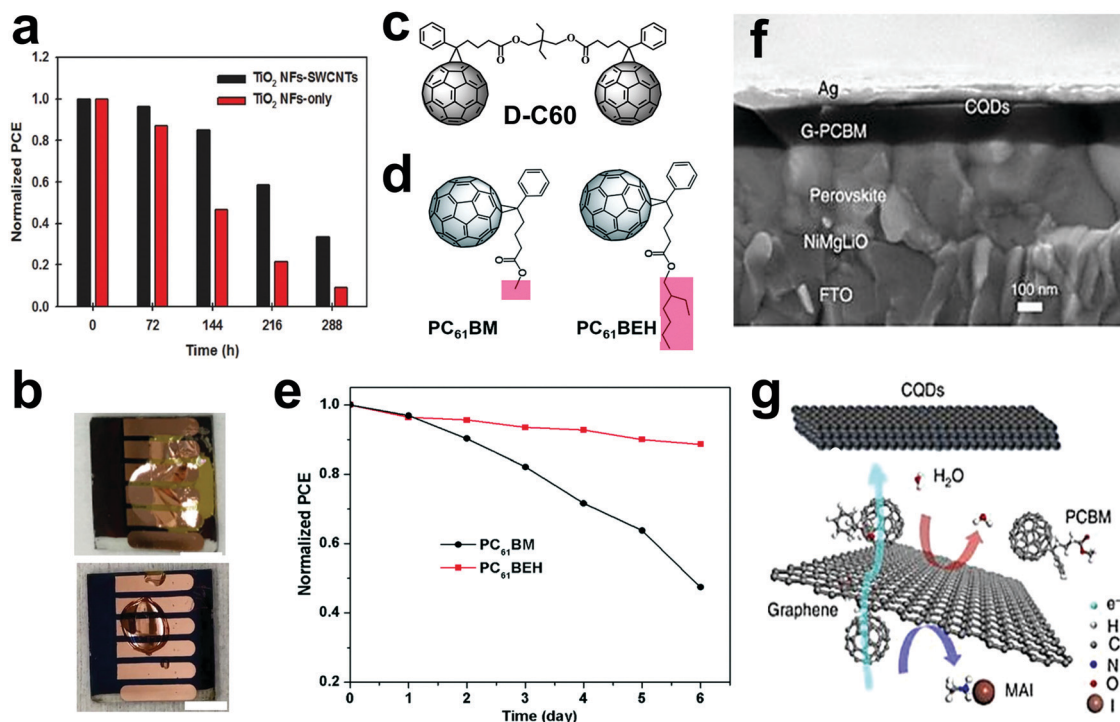 a
Normalized PCE
1.2
1.0
0.8
0.6
0.4
0.2
0.0
TiO₂ NFs-SWCNTs
TiO₂ NFs-only
0 72 144 216 288
Time (h)
b
c
O
O
O
O
D-C60
d
O
O
PC₆₁BM
O
O
PC₆₁BEH
e
Normalized PCE
1.0
0.8
0.6
0.4
0.2
PC₆₁BM
PC₆₁BEH
0 1 2 3 4 5 6
Time (day)
f
Ag
CQDs
G-PCBM
Perovskite
NiMgLiO
FTO
100 nm
g
CQDs
H₂O
PCBM
Graphene
MAI
e⁻
H
C
N
O
I